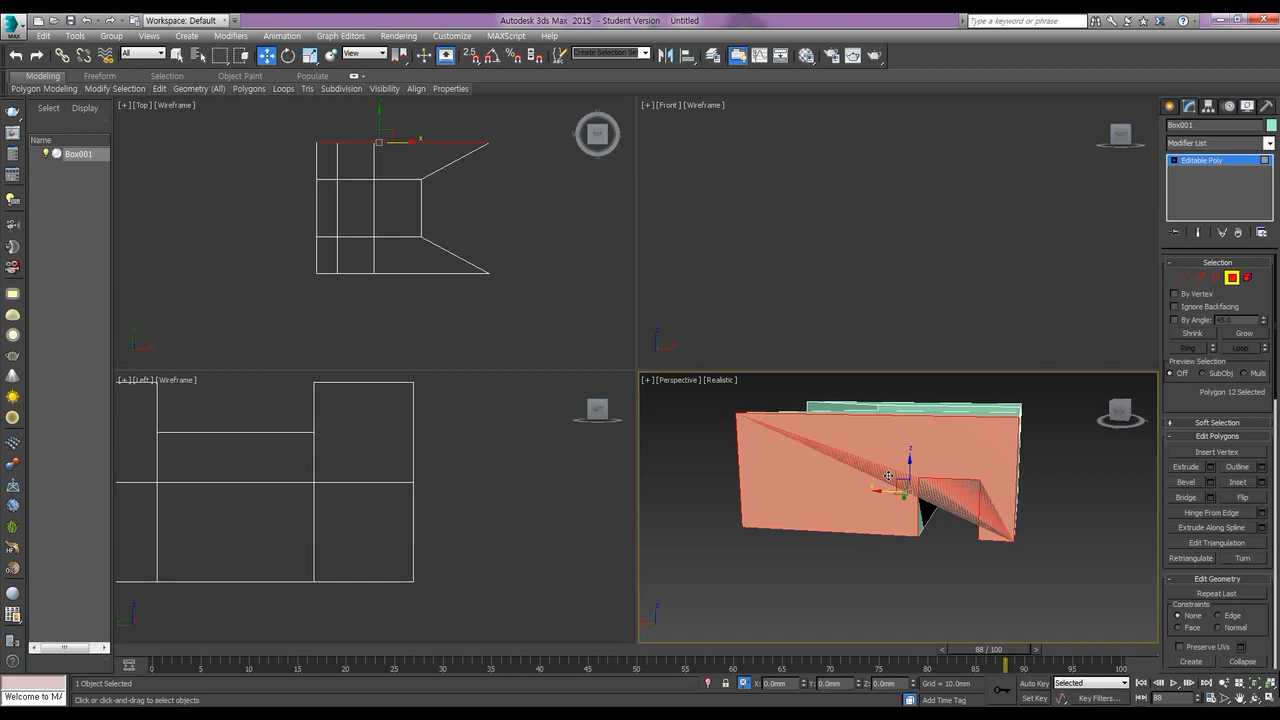 Workspace: Default
Autodesk 3ds Max 2015 - Student Version Untitled
Type a keyword or phrase
MAX
Edit Tools Group Views Create Modifiers Animation Graph Editors Rendering Customize MAXScript Help
All View 2.5 Create Selection Se
Modeling Freeform Selection Object Paint Populate
Polygon Modeling Modify Selection Edit Geometry (All) Polygons Loops Tris Subdivision Visibility Align Properties
Select Display
Name
Box001
[+] [Top] [Wireframe]
TOP
x
[+] [Front] [Wireframe]
FRONT
[+] [Left] [Wireframe]
LEFT
[+] [Perspective] [Realistic]
z
Box001
Modifier List
Editable Poly
- Selection
By Vertex
Ignore Backfacing
By Angle: 45.0
Shrink Grow
Ring Loop
Preview Selection
Off SubObj Multi
Polygon 12 Selected
+ Soft Selection
- Edit Polygons
Insert Vertex
Extrude Outline
Bevel Inset
Bridge Flip
Hinge From Edge
Extrude Along Spline
Edit Triangulation
Retriangulate Turn
- Edit Geometry
Repeat Last
Constraints
None Edge
Face Normal
Preserve UVs
Create Collapse
< 88 / 100 >
0 5 10 15 20 25 30 35 40 45 50 55 60 65 70 75 80 85 90 95 100
1 Object Selected X: 0.0mm Y: 0.0mm Z: 0.0mm Grid = 10.0mm Auto Key Selected
Welcome to MA Click or click-and-drag to select objects Add Time Tag Set Key Key Filters... 88